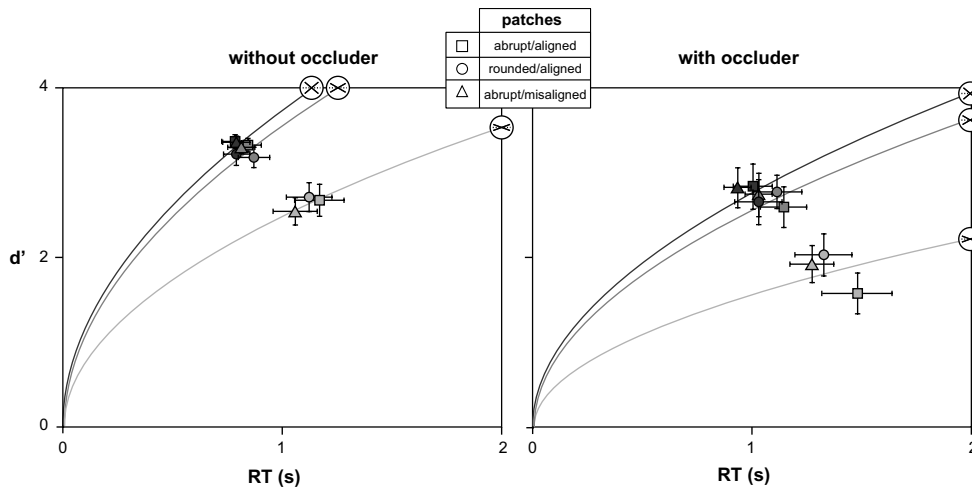 patches
abrupt/aligned
rounded/aligned
abrupt/misaligned
without occluder
with occluder
4
2
0
d'
0
1
2
RT (s)
0
1
2
RT (s)